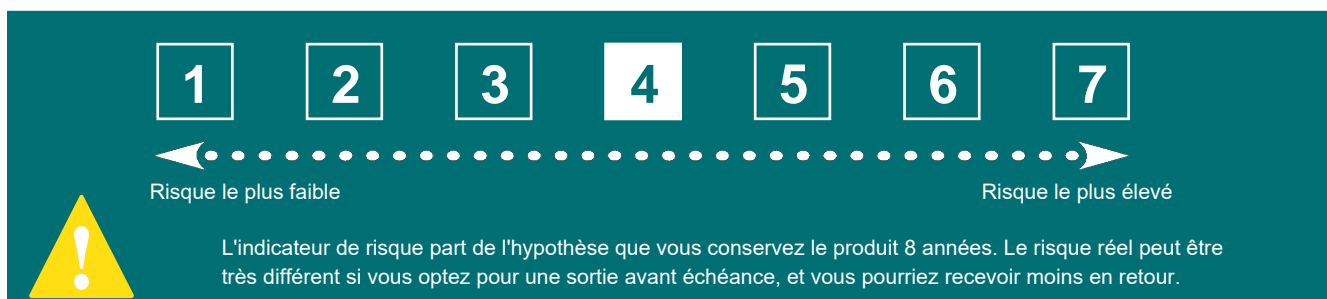 1 2 3 4 5 6 7
Risque le plus faible Risque le plus élevé
L'indicateur de risque part de l'hypothèse que vous conservez le produit 8 années. Le risque réel peut être
très différent si vous optez pour une sortie avant échéance, et vous pourriez recevoir moins en retour.